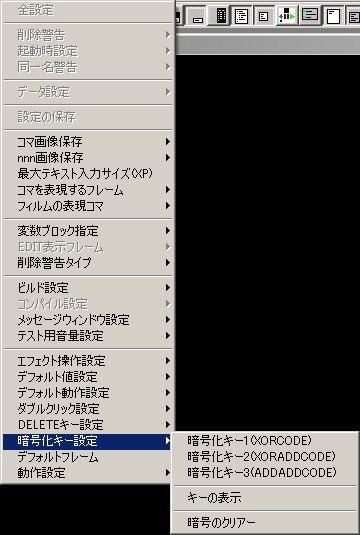 全設定
削除警告
起動時設定
同一名警告
データ設定
設定の保存
コマ画像保存
nnn画像保存
最大テキスト入力サイズ(XP)
コマを表現するフレーム
フィルムの表現コマ
変数ブロック指定
EDIT表示フレーム
削除警告タイプ
ビルド設定
コンパイル設定
メッセージウィンドウ設定
テスト用音量設定
エフェクト操作設定
デフォルト値設定
デフォルト動作設定
ダブルクリック設定
DELETEキー設定
暗号化キー設定
デフォルトフレーム
動作設定
暗号化キー1(XORCODE)
暗号化キー2(XORADDCODE)
暗号化キー3(ADDADDCODE)
キーの表示
暗号のクリアー